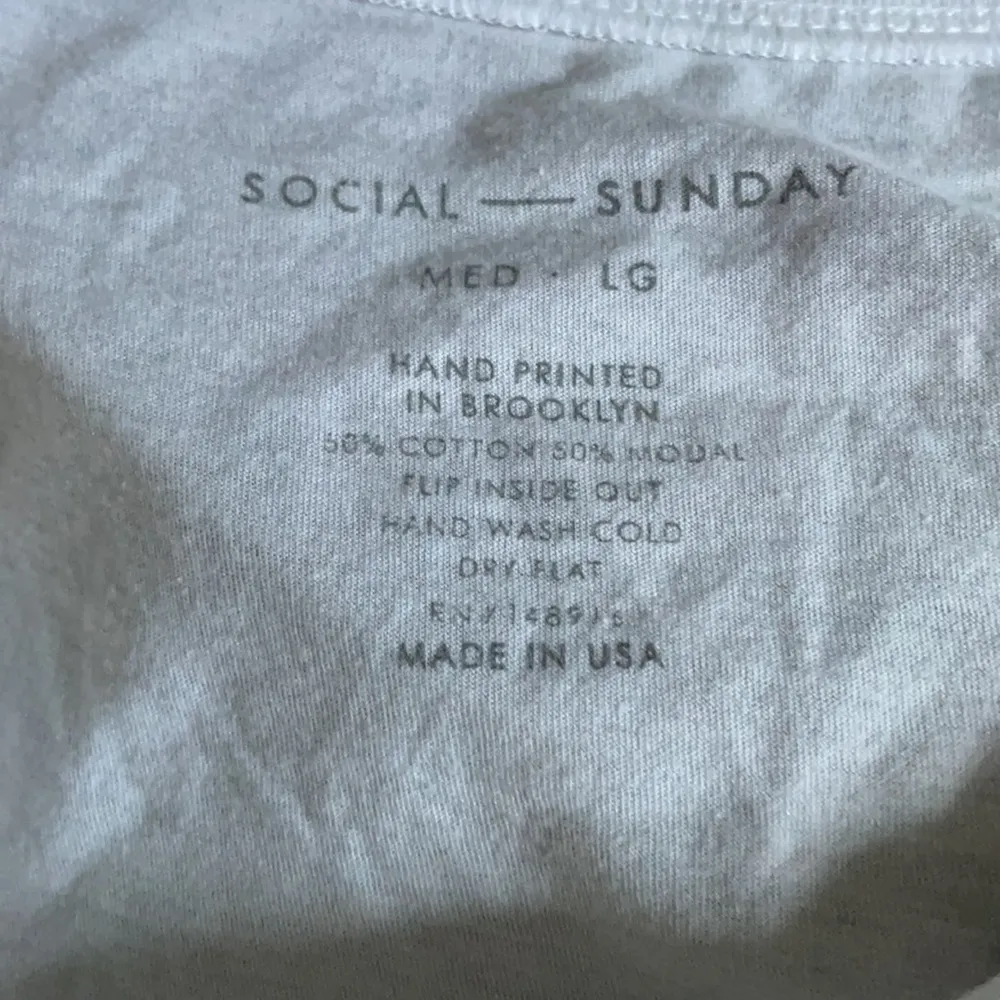 SOCIAL — SUNDAY
MED · LG
HAND PRINTED
IN BROOKLYN
50% COTTON 50% MODAL
FLIP INSIDE OUT
HAND WASH COLD
DRY FLAT
MADE IN USA